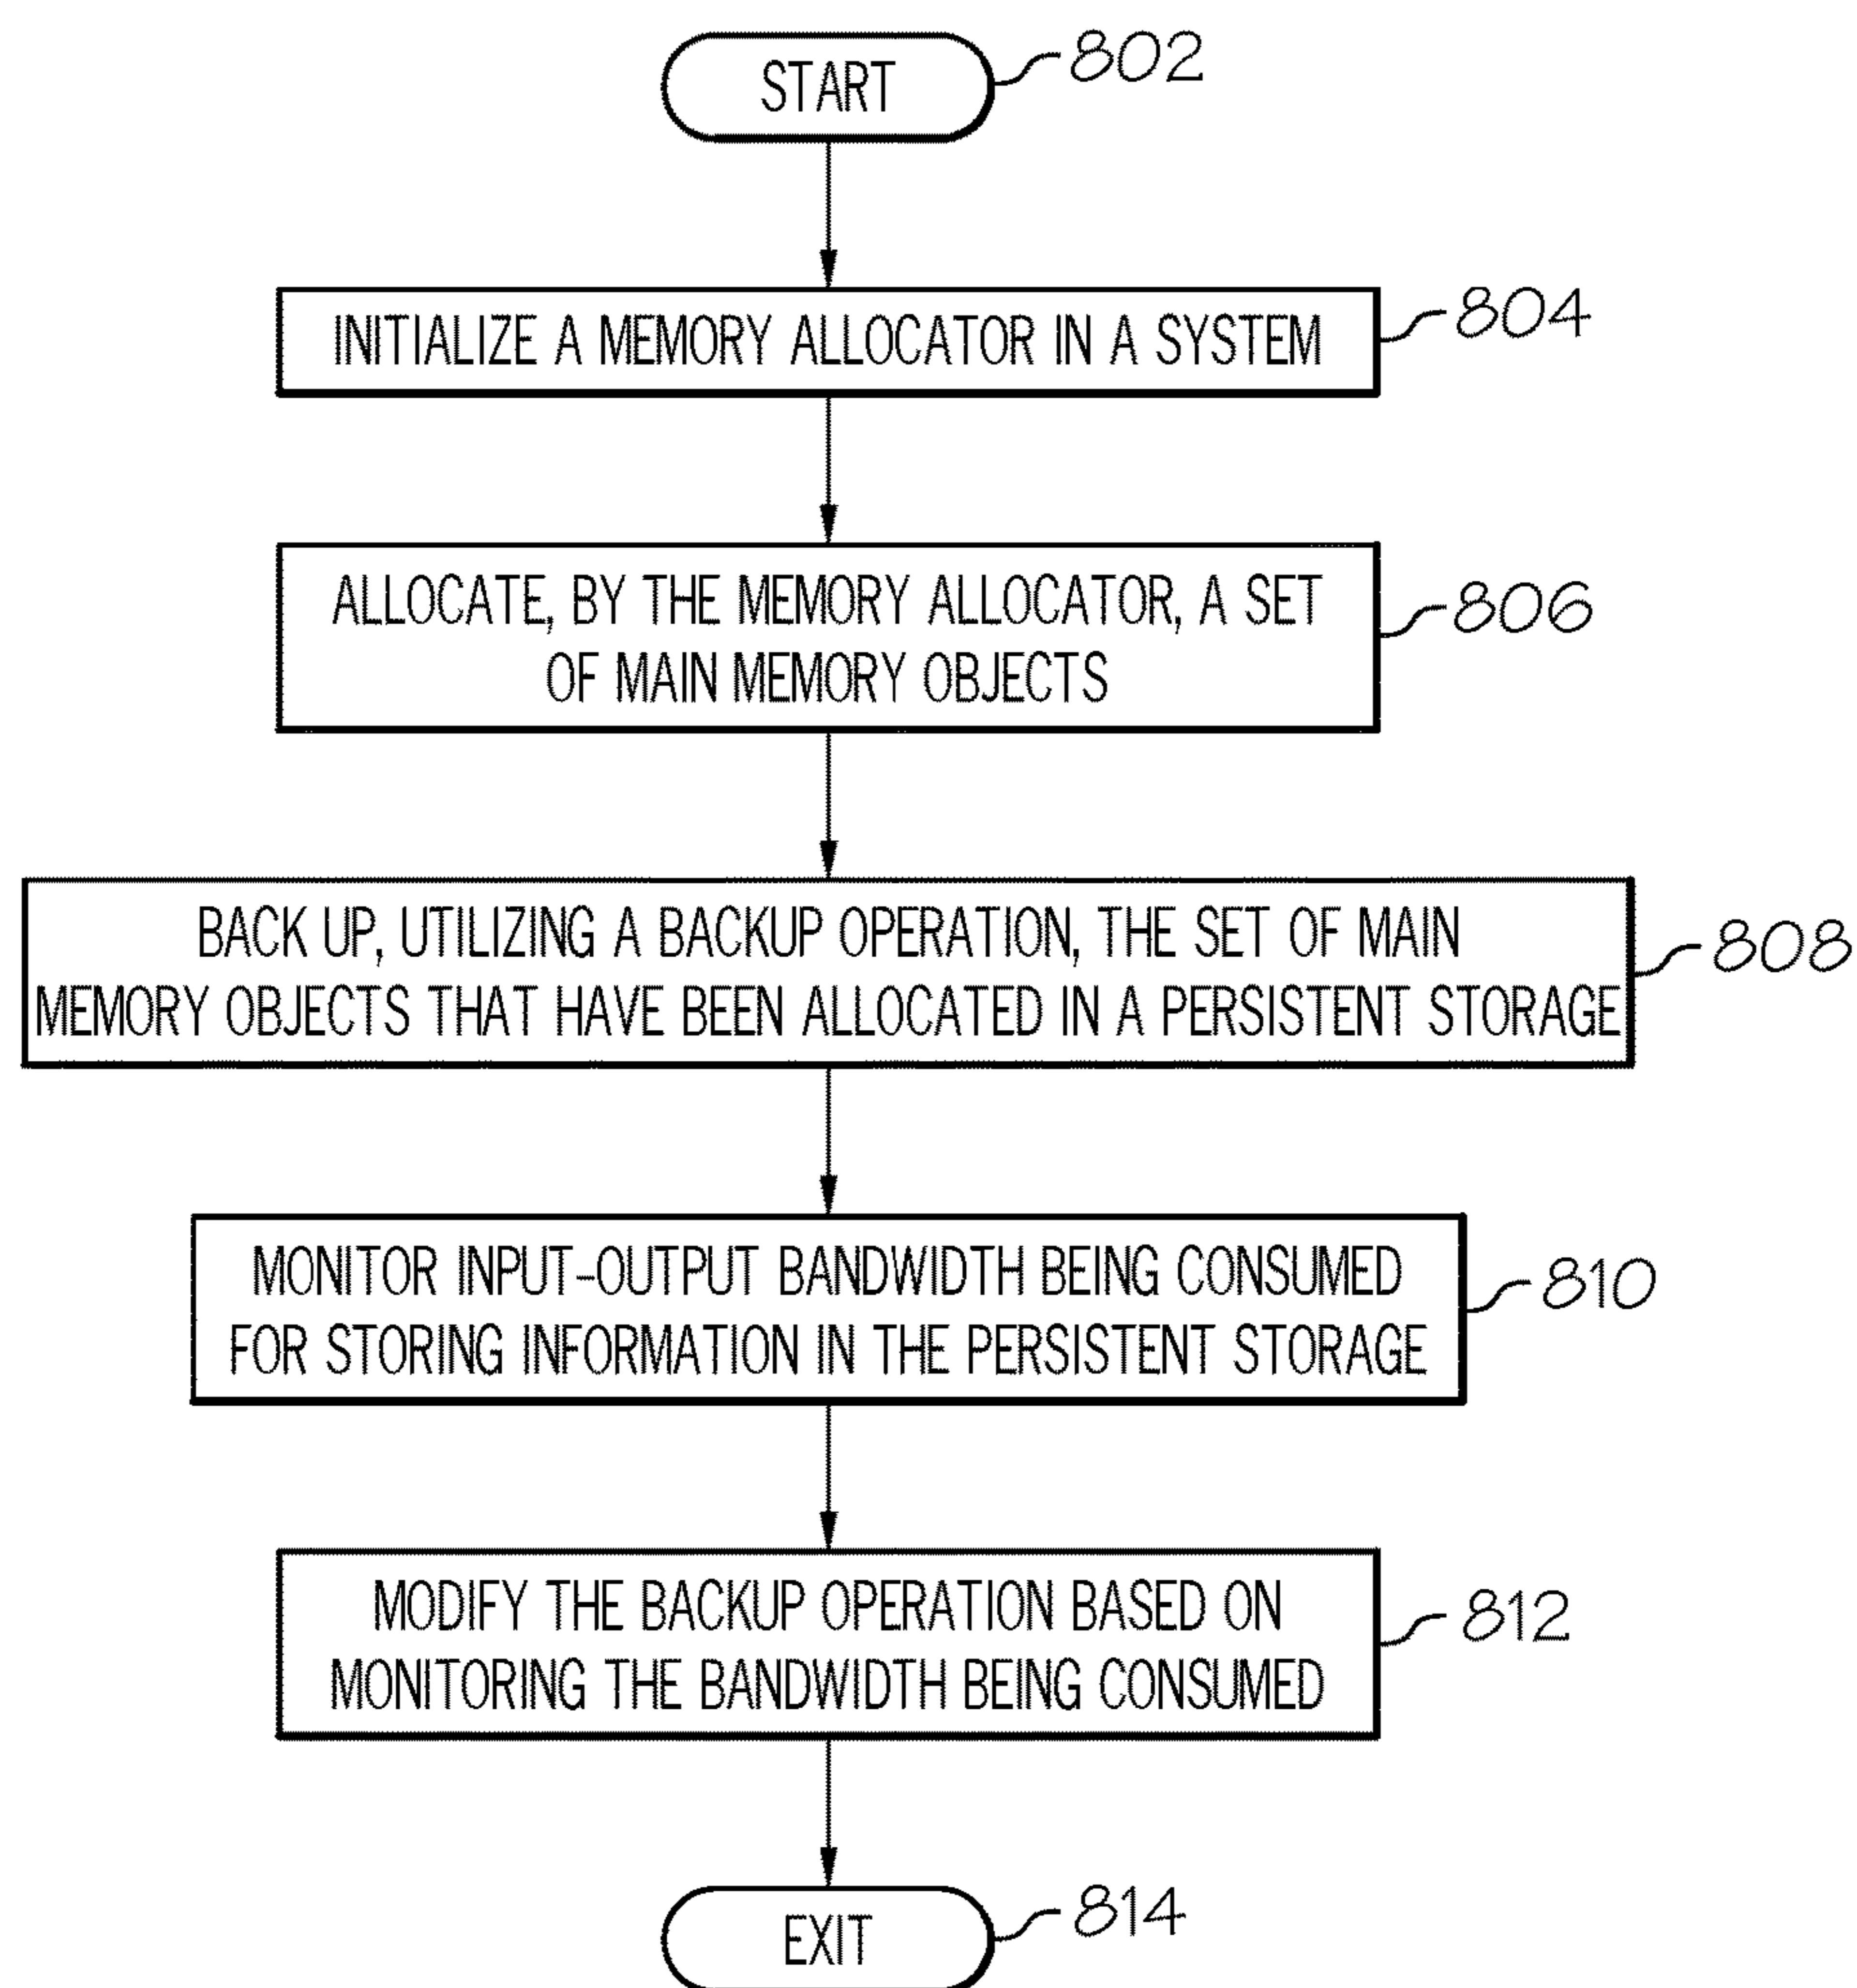 START
802
INITIALIZE A MEMORY ALLOCATOR IN A SYSTEM
804
ALLOCATE, BY THE MEMORY ALLOCATOR, A SET
OF MAIN MEMORY OBJECTS
806
BACK UP, UTILIZING A BACKUP OPERATION, THE SET OF MAIN
MEMORY OBJECTS THAT HAVE BEEN ALLOCATED IN A PERSISTENT STORAGE
808
MONITOR INPUT-OUTPUT BANDWIDTH BEING CONSUMED
FOR STORING INFORMATION IN THE PERSISTENT STORAGE
810
MODIFY THE BACKUP OPERATION BASED ON
MONITORING THE BANDWIDTH BEING CONSUMED
812
EXIT
814